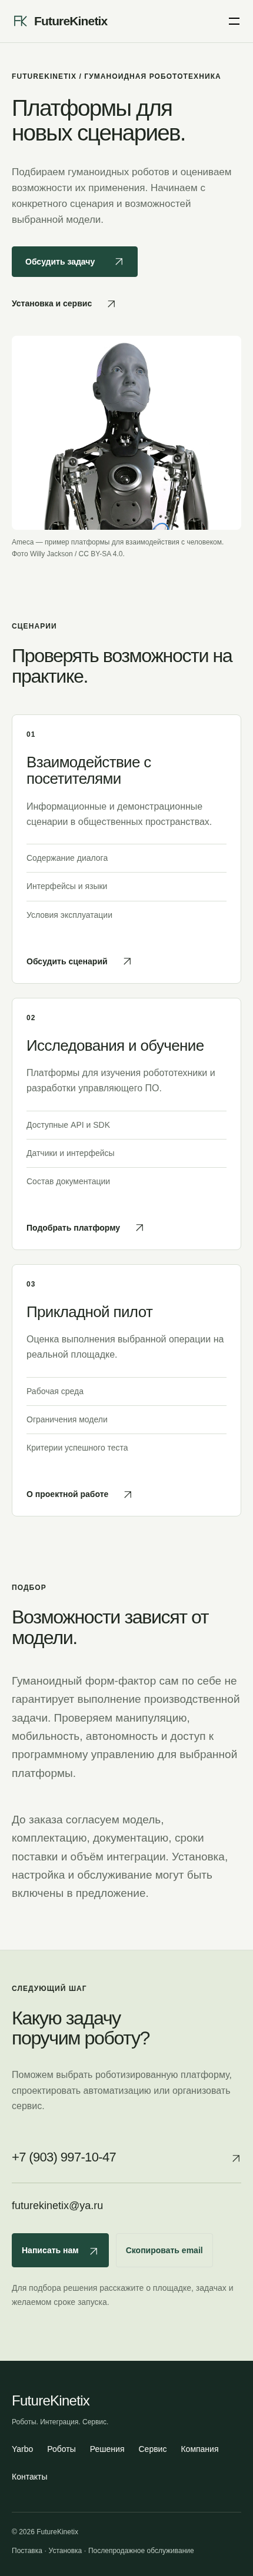 FutureKinetix
FUTUREKINETIX / ГУМАНОИДНАЯ РОБОТОТЕХНИКА
Платформы для
новых сценариев.
Подбираем гуманоидных роботов и оцениваем
возможности их применения. Начинаем с
конкретного сценария и возможностей
выбранной модели.
Обсудить задачу
Установка и сервис
Ameca — пример платформы для взаимодействия с человеком.
Фото Willy Jackson / CC BY-SA 4.0.
СЦЕНАРИИ
Проверять возможности на
практике.
01
Взаимодействие с
посетителями
Информационные и демонстрационные
сценарии в общественных пространствах.
Содержание диалога
Интерфейсы и языки
Условия эксплуатации
Обсудить сценарий
02
Исследования и обучение
Платформы для изучения робототехники и
разработки управляющего ПО.
Доступные API и SDK
Датчики и интерфейсы
Состав документации
Подобрать платформу
03
Прикладной пилот
Оценка выполнения выбранной операции на
реальной площадке.
Рабочая среда
Ограничения модели
Критерии успешного теста
О проектной работе
ПОДБОР
Возможности зависят от
модели.
Гуманоидный форм-фактор сам по себе не
гарантирует выполнение производственной
задачи. Проверяем манипуляцию,
мобильность, автономность и доступ к
программному управлению для выбранной
платформы.
До заказа согласуем модель,
комплектацию, документацию, сроки
поставки и объём интеграции. Установка,
настройка и обслуживание могут быть
включены в предложение.
СЛЕДУЮЩИЙ ШАГ
Какую задачу
поручим роботу?
Поможем выбрать роботизированную платформу,
спроектировать автоматизацию или организовать
сервис.
+7 (903) 997-10-47
futurekinetix@ya.ru
Написать нам
Скопировать email
Для подбора решения расскажите о площадке, задачах и
желаемом сроке запуска.
FutureKinetix
Роботы. Интеграция. Сервис.
Yarbo Роботы Решения Сервис Компания
Контакты
© 2026 FutureKinetix
Поставка · Установка · Послепродажное обслуживание